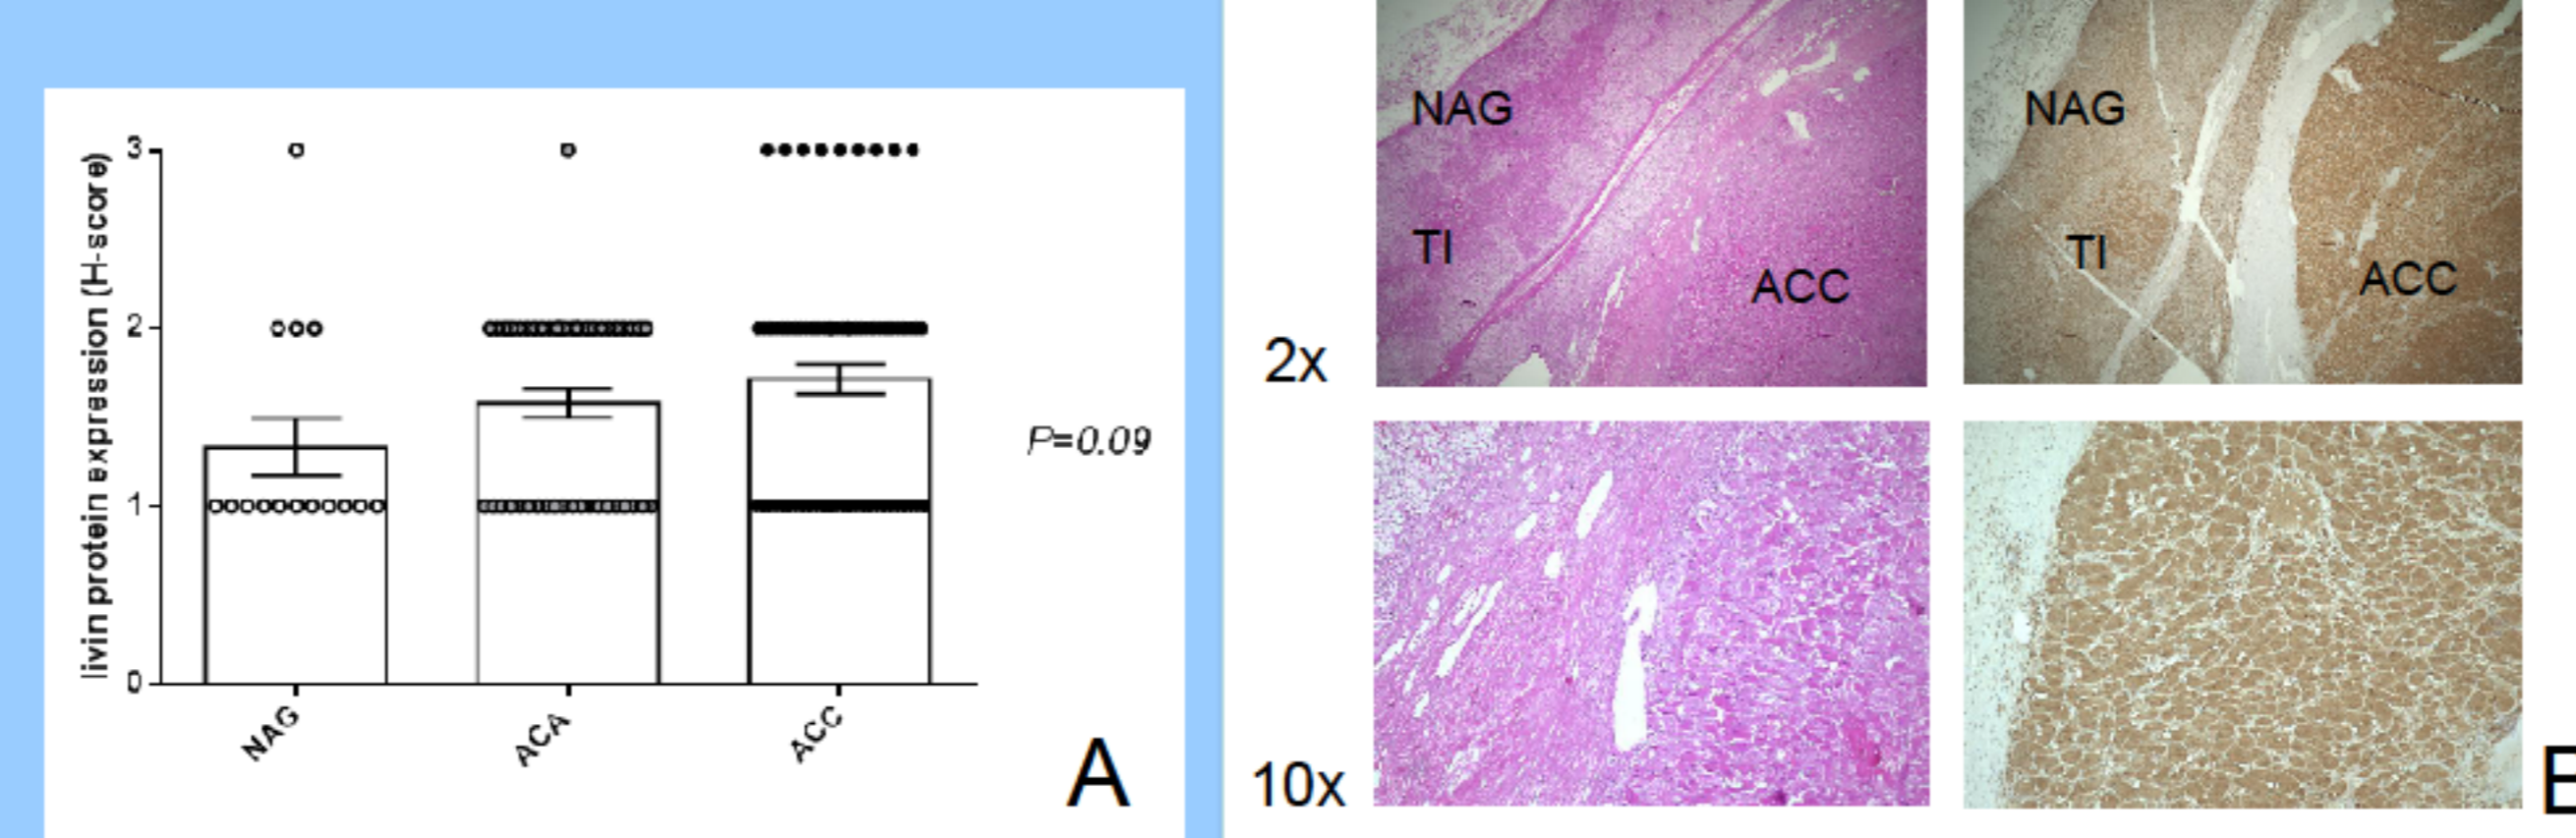 livin protein expression (H-score)
3
2
1
0
NAG
ACA
ACC
P=0.09
A
2x
10x
NAG
TI
ACC
NAG
TI
ACC